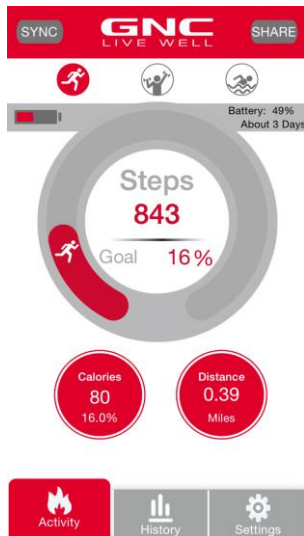 SYNC
GNC
SHARE
LIVE WELL
Battery: 49%
About 3 Days
Steps
843
Goal 16%
Calories
80
16.0%
Distance
0.39
Miles
Activity
History
Settings